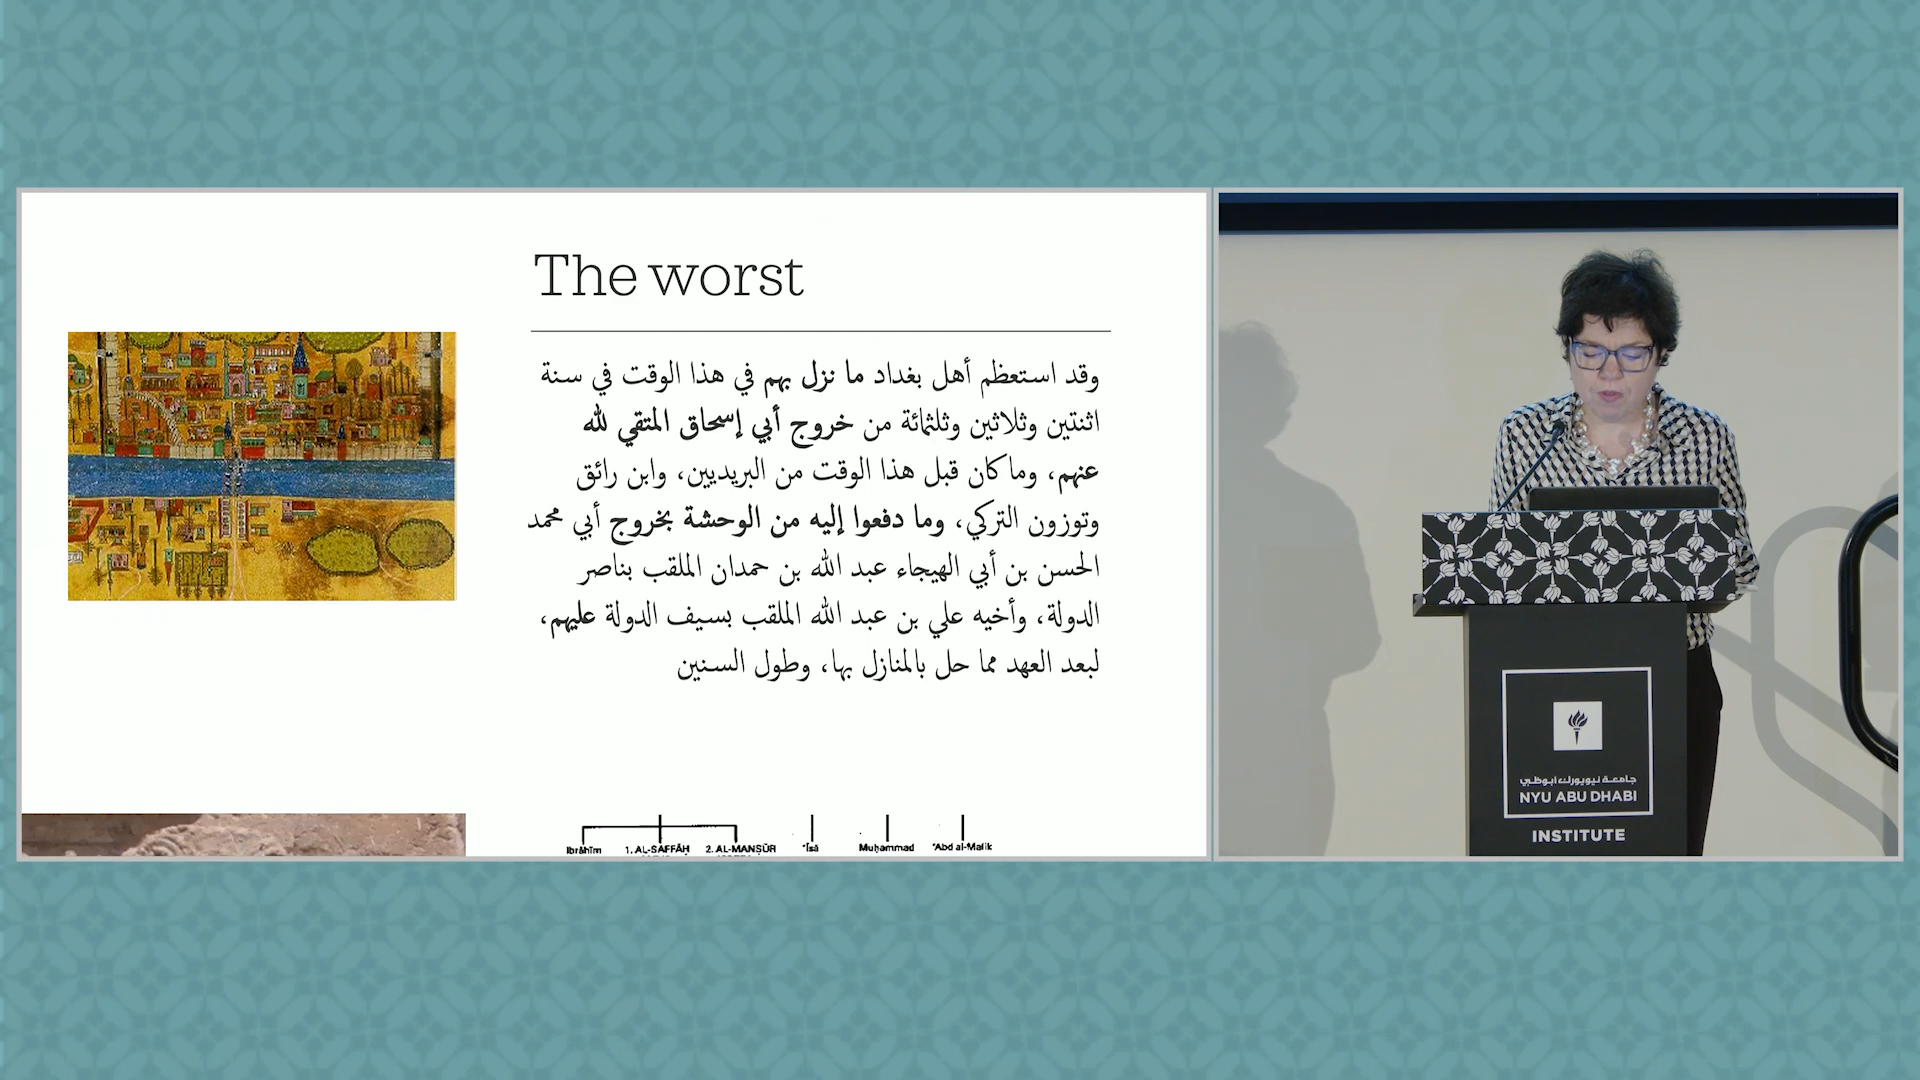 The worst
وقد استعظم أهل بغداد ما نزل بهم في هذا الوقت في سنة
اثنتين وثلاثين وثلثمائة من خروج أبي إسحاق المتقي لله
عنهم، وما كان قبل هذا الوقت من البريديين، وابن رائق
وتوزون التركي، وما دفعوا إليه من الوحشة بخروج أبي محمد
الحسن بن أبي الهيجاء عبد الله بن حمدان الملقب بناصر
الدولة، وأخيه علي بن عبد الله الملقب بسيف الدولة عليهم،
لبعد العهد مما حل بالمنازل بها، وطول السنين
Ibrāhīm 1. AL-SAFFĀḤ 2. AL-MANṢŪR ʿĪsā Muḥammad ʿAbd al-Malik
جامعة نيويورك أبوظبي
NYU ABU DHABI
INSTITUTE